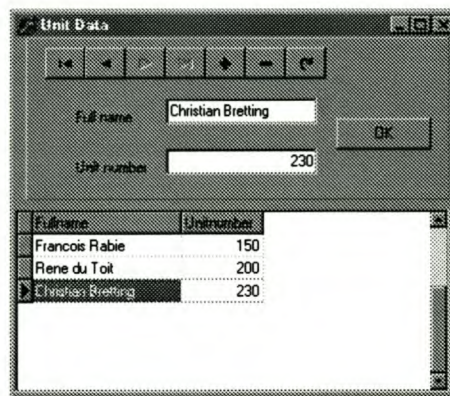 Unit Data
Full name
Christian Bretting
OK
Unit number
230
Fullname Unitnumber
Francois Rabie 150
Rene du Toit 200
Christian Bretting 230